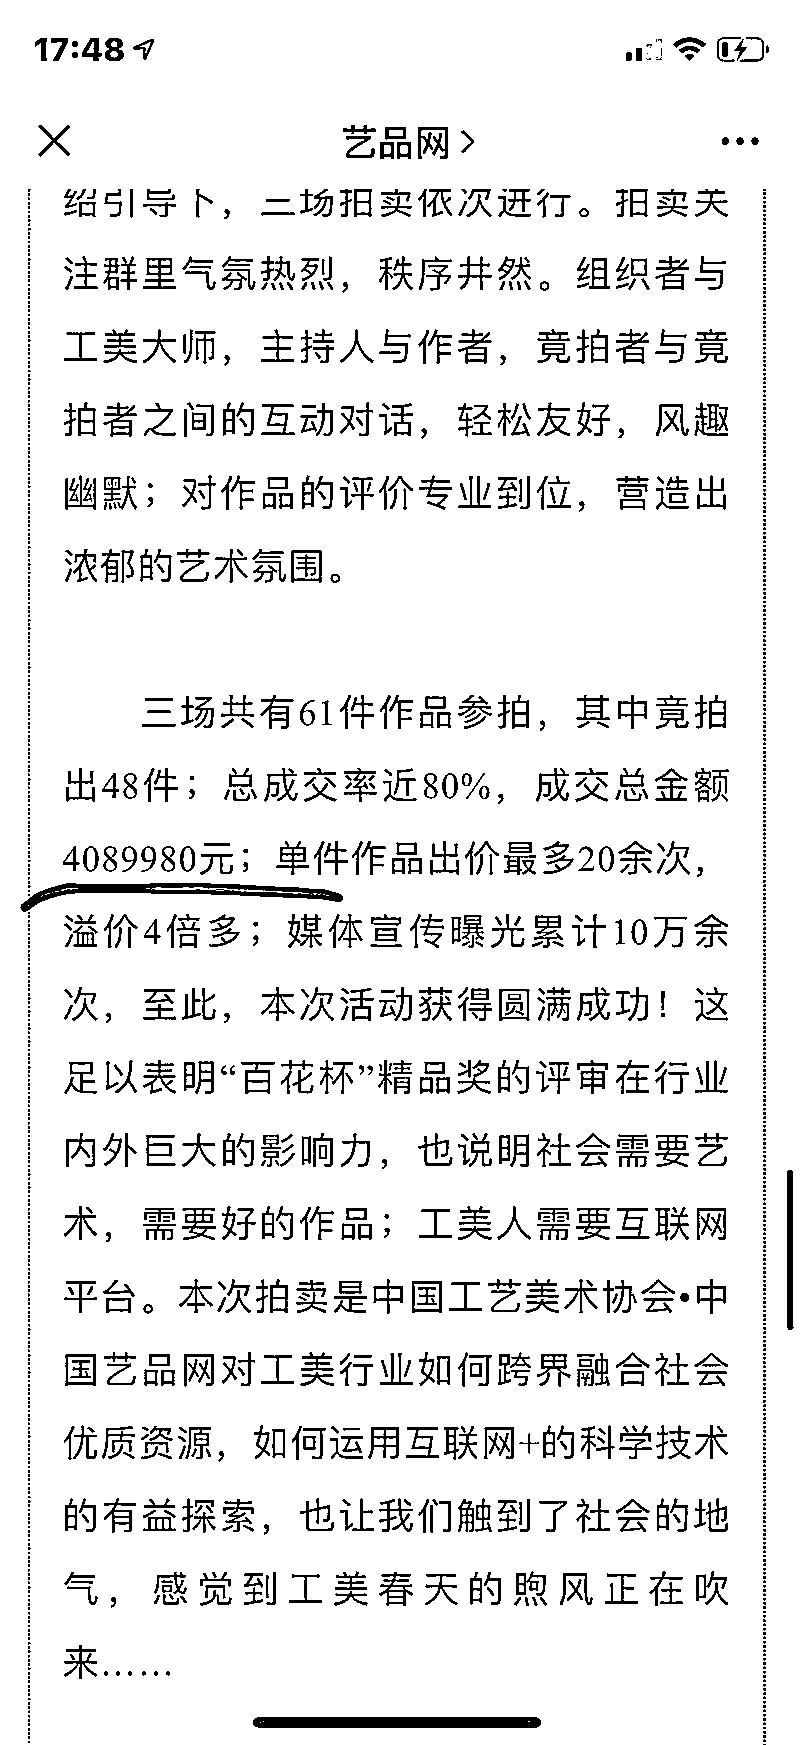 17:48
艺品网
绍引导下，三场拍卖依次进行。拍卖关
注群里气氛热烈，秩序井然。组织者与
工美大师，主持人与作者，竟拍者与竟
拍者之间的互动对话，轻松友好，风趣
幽默；对作品的评价专业到位，营造出
浓郁的艺术氛围。
三场共有61件作品参拍，其中竟拍
出48件；总成交率近80%，成交总金额
4089980元；单件作品出价最多20余次，
溢价4倍多；媒体宣传曝光累计10万余
次，至此，本次活动获得圆满成功！这
足以表明“百花杯”精品奖的评审在行业
内外巨大的影响力，也说明社会需要艺
术，需要好的作品；工美人需要互联网
平台。本次拍卖是中国工艺美术协会•中
国艺品网对工美行业如何跨界融合社会
优质资源，如何运用互联网+的科学技术
的有益探索，也让我们触到了社会的地
气，感觉到工美春天的煦风正在吹
来……